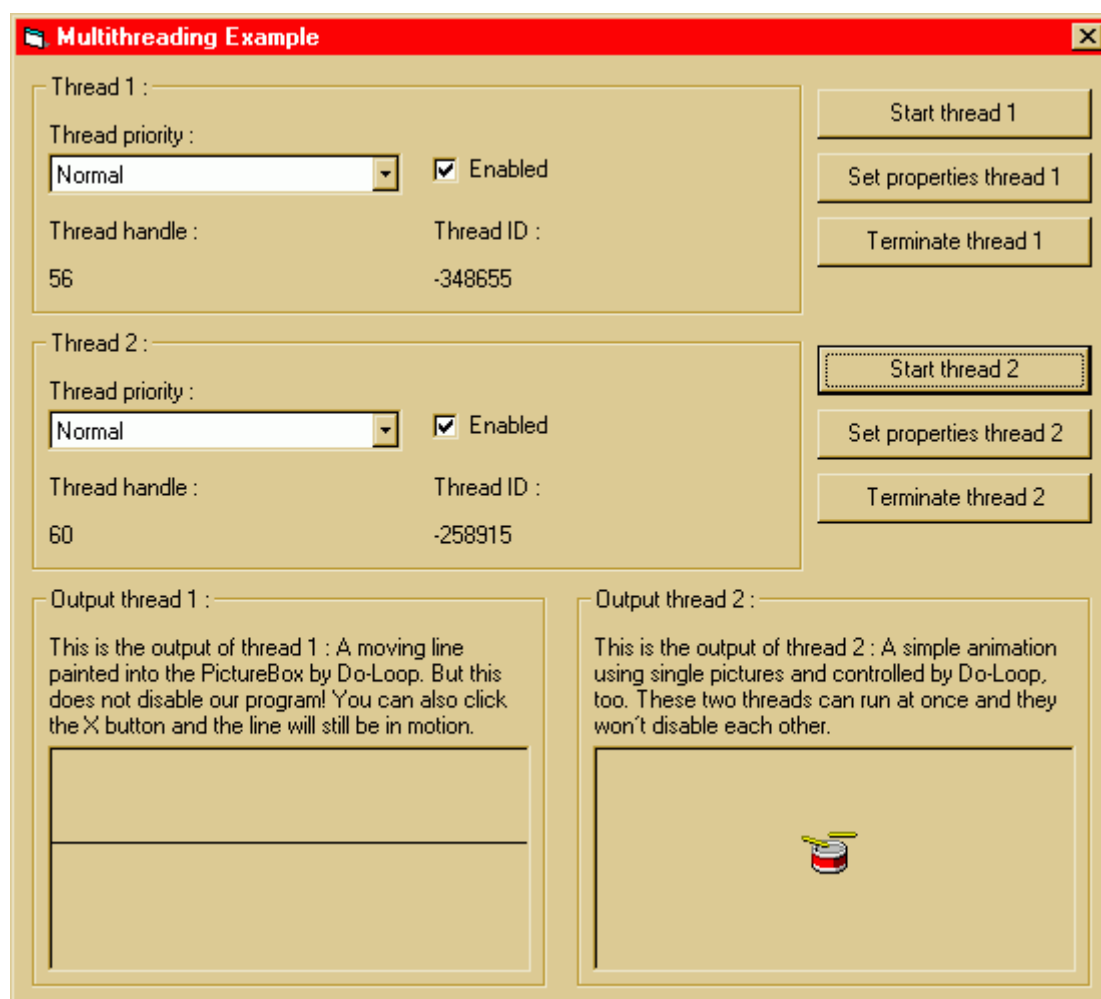 Multithreading Example
Thread 1 :
Thread priority :
Normal
Enabled
Thread handle :
Thread ID :
56
-348655
Start thread 1
Set properties thread 1
Terminate thread 1
Thread 2 :
Thread priority :
Normal
Enabled
Thread handle :
Thread ID :
60
-258915
Start thread 2
Set properties thread 2
Terminate thread 2
Output thread 1 :
This is the output of thread 1 : A moving line
painted into the PictureBox by Do-Loop. But this
does not disable our program! You can also click
the X button and the line will still be in motion.
Output thread 2 :
This is the output of thread 2 : A simple animation
using single pictures and controlled by Do-Loop,
too. These two threads can run at once and they
won´t disable each other.